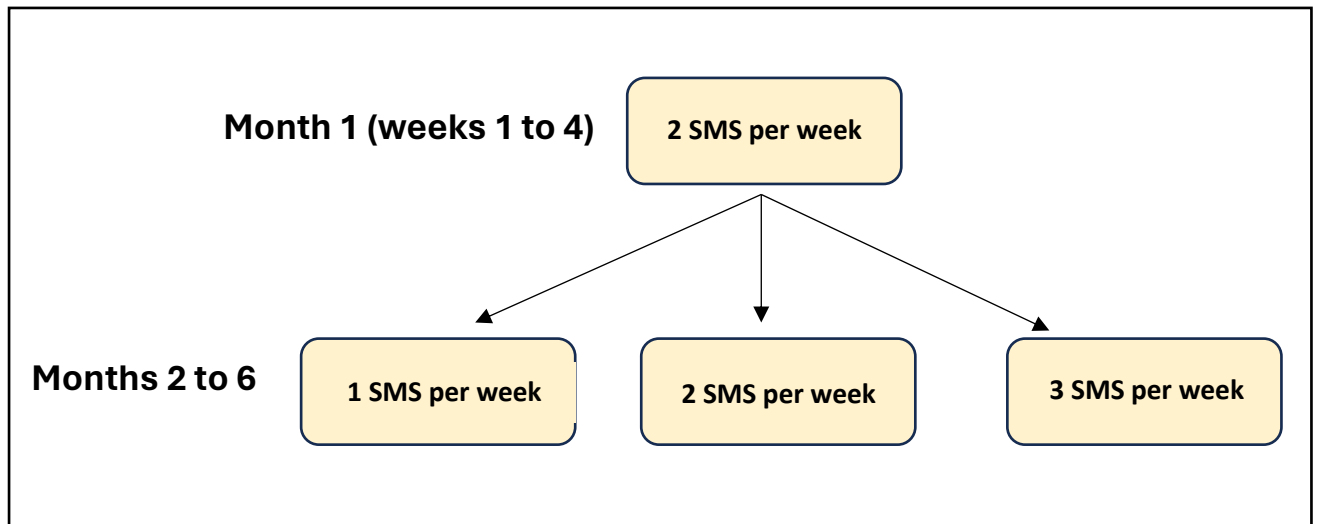 Month 1 (weeks 1 to 4)
2 SMS per week
Months 2 to 6
1 SMS per week
2 SMS per week
3 SMS per week